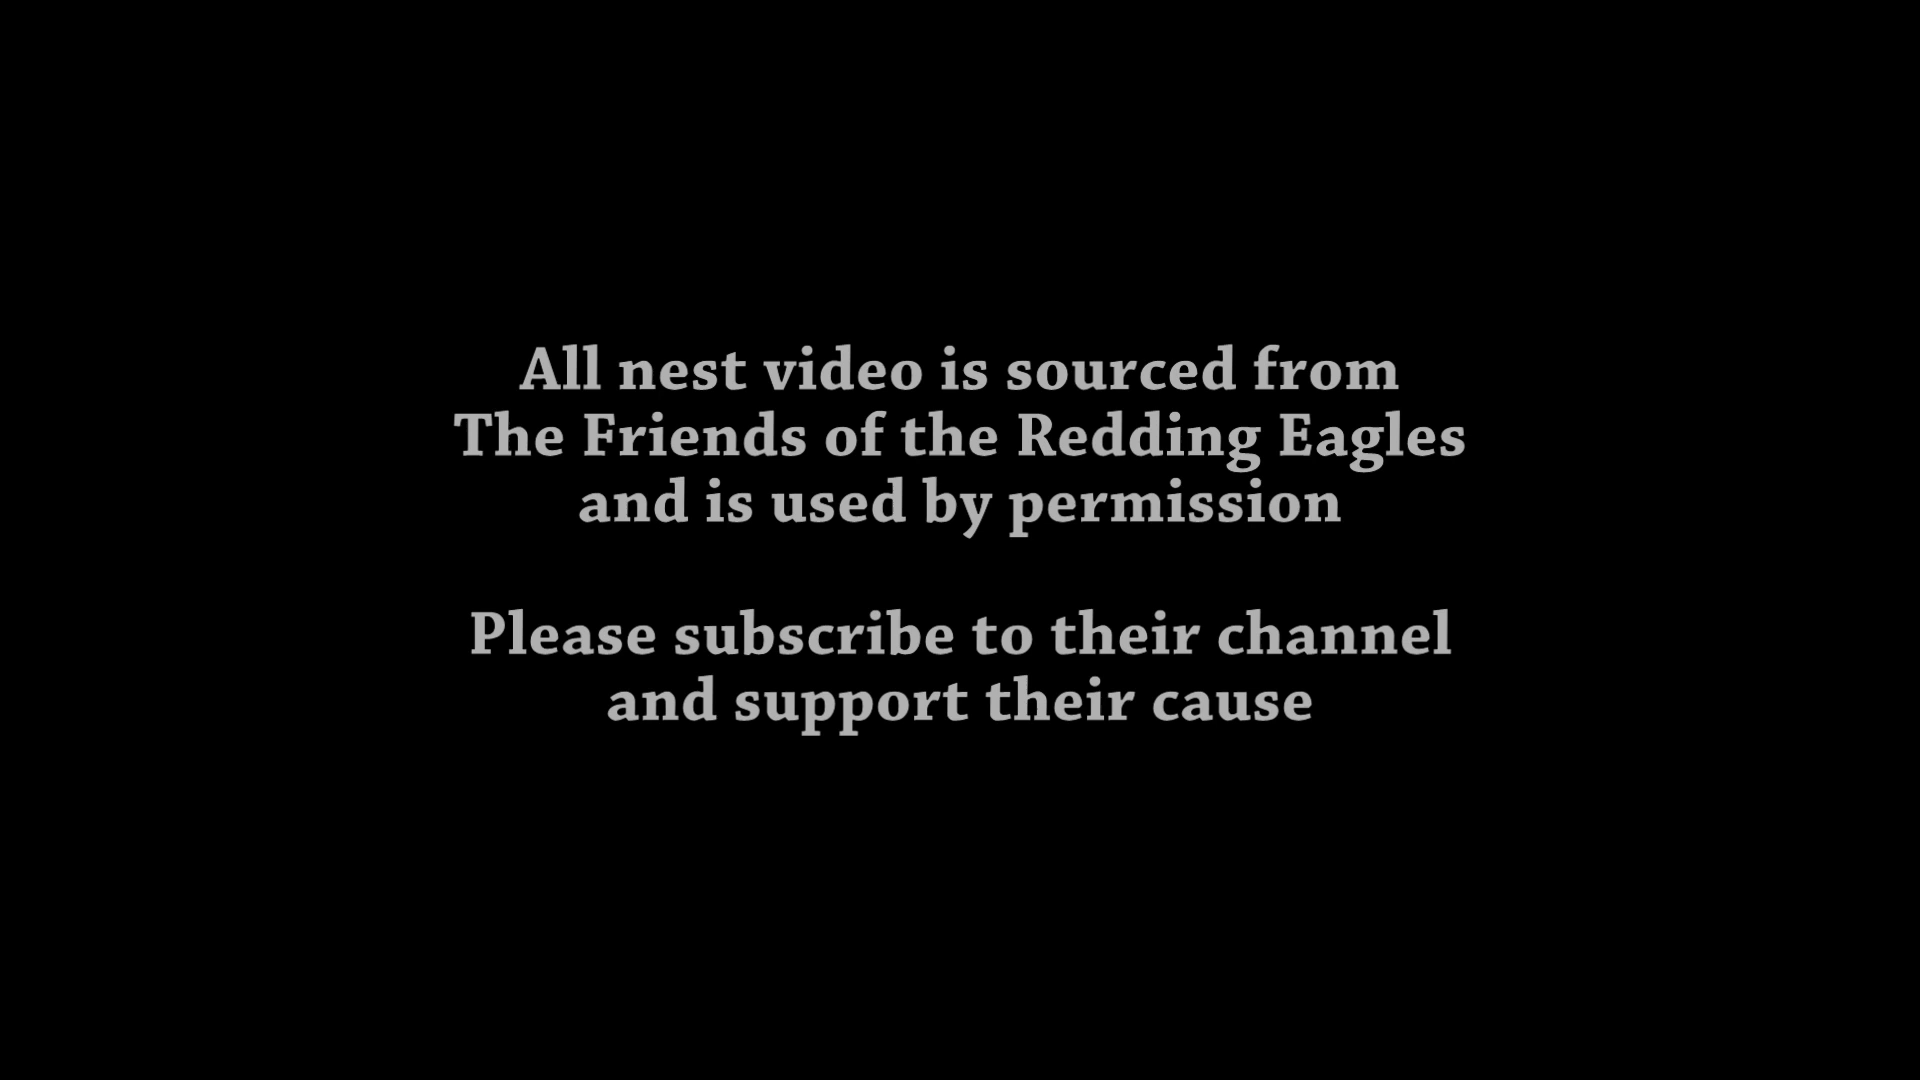 All nest video is sourced from
The Friends of the Redding Eagles
and is used by permission
Please subscribe to their channel
and support their cause